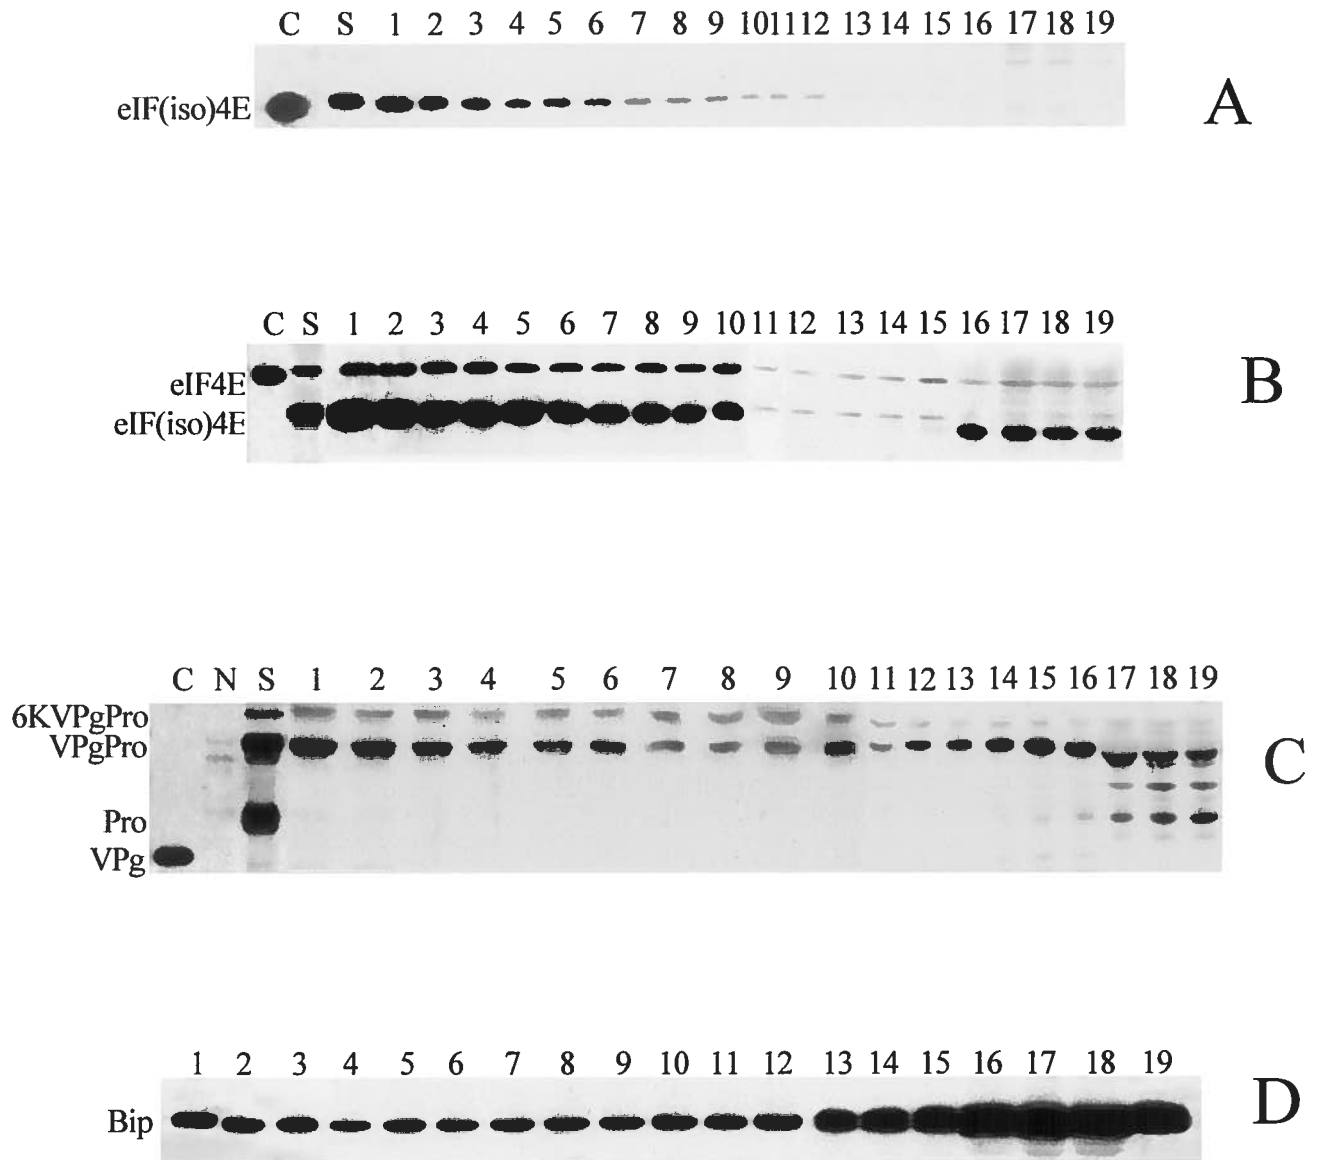 C S 1 2 3 4 5 6 7 8 9 10 11 12 13 14 15 16 17 18 19
eIF(iso)4E
A
C S 1 2 3 4 5 6 7 8 9 10 11 12 13 14 15 16 17 18 19
eIF4E
eIF(iso)4E
B
C N S 1 2 3 4 5 6 7 8 9 10 11 12 13 14 15 16 17 18 19
6KVPgPro
VPgPro
Pro
VPg
C
1 2 3 4 5 6 7 8 9 10 11 12 13 14 15 16 17 18 19
Bip
D